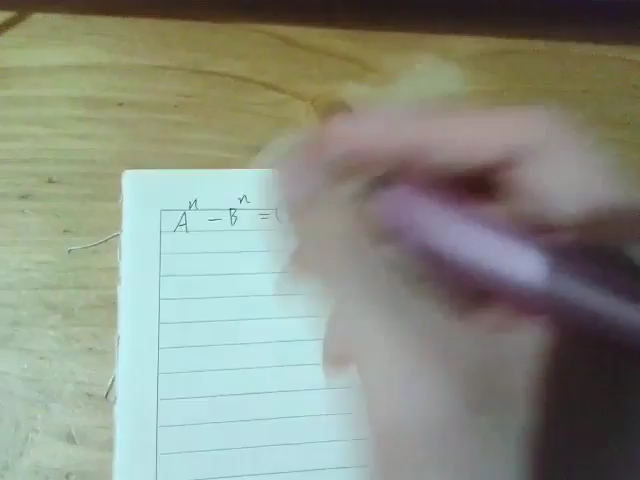 Aⁿ - Bⁿ = (